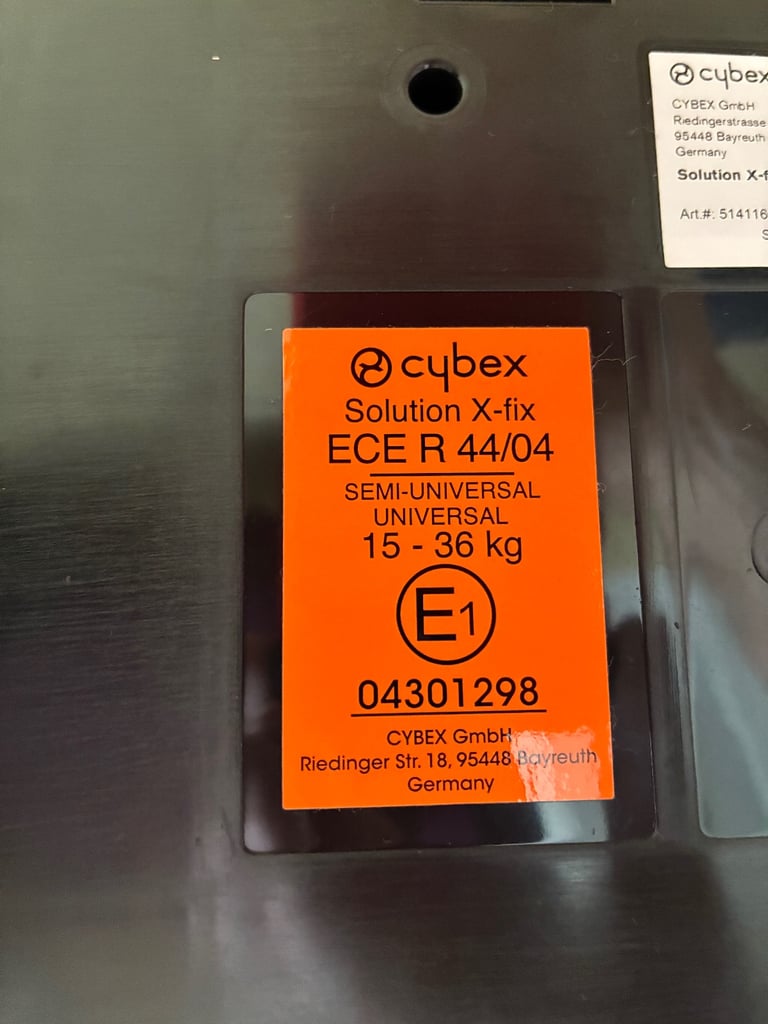 cybex
CYBEX GmbH
Riedingerstrasse
95448 Bayreuth
Germany
Solution X-f
Art.#: 514116
S
cybex
Solution X-fix
ECE R 44/04
SEMI-UNIVERSAL
UNIVERSAL
15 - 36 kg
E1
04301298
CYBEX GmbH
Riedinger Str. 18, 95448 Bayreuth
Germany